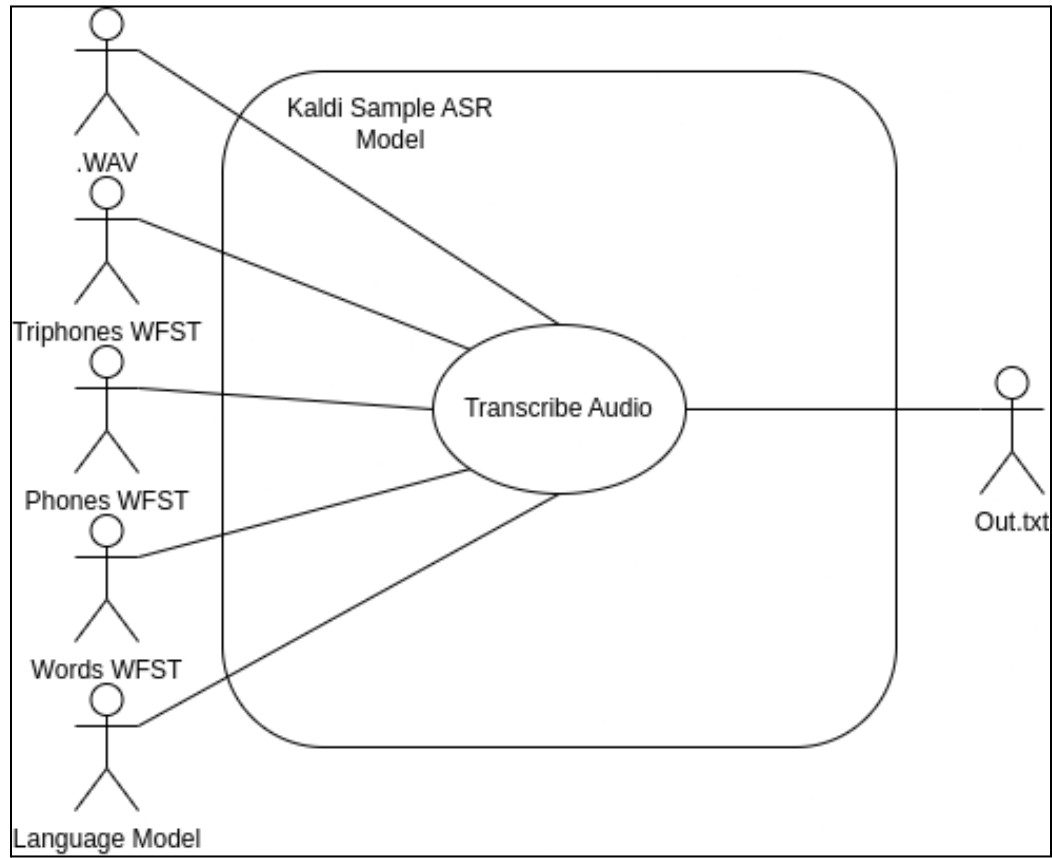 Kaldi Sample ASR
Model
.WAV
Triphones WFST
Phones WFST
Words WFST
Language Model
Transcribe Audio
Out.txt